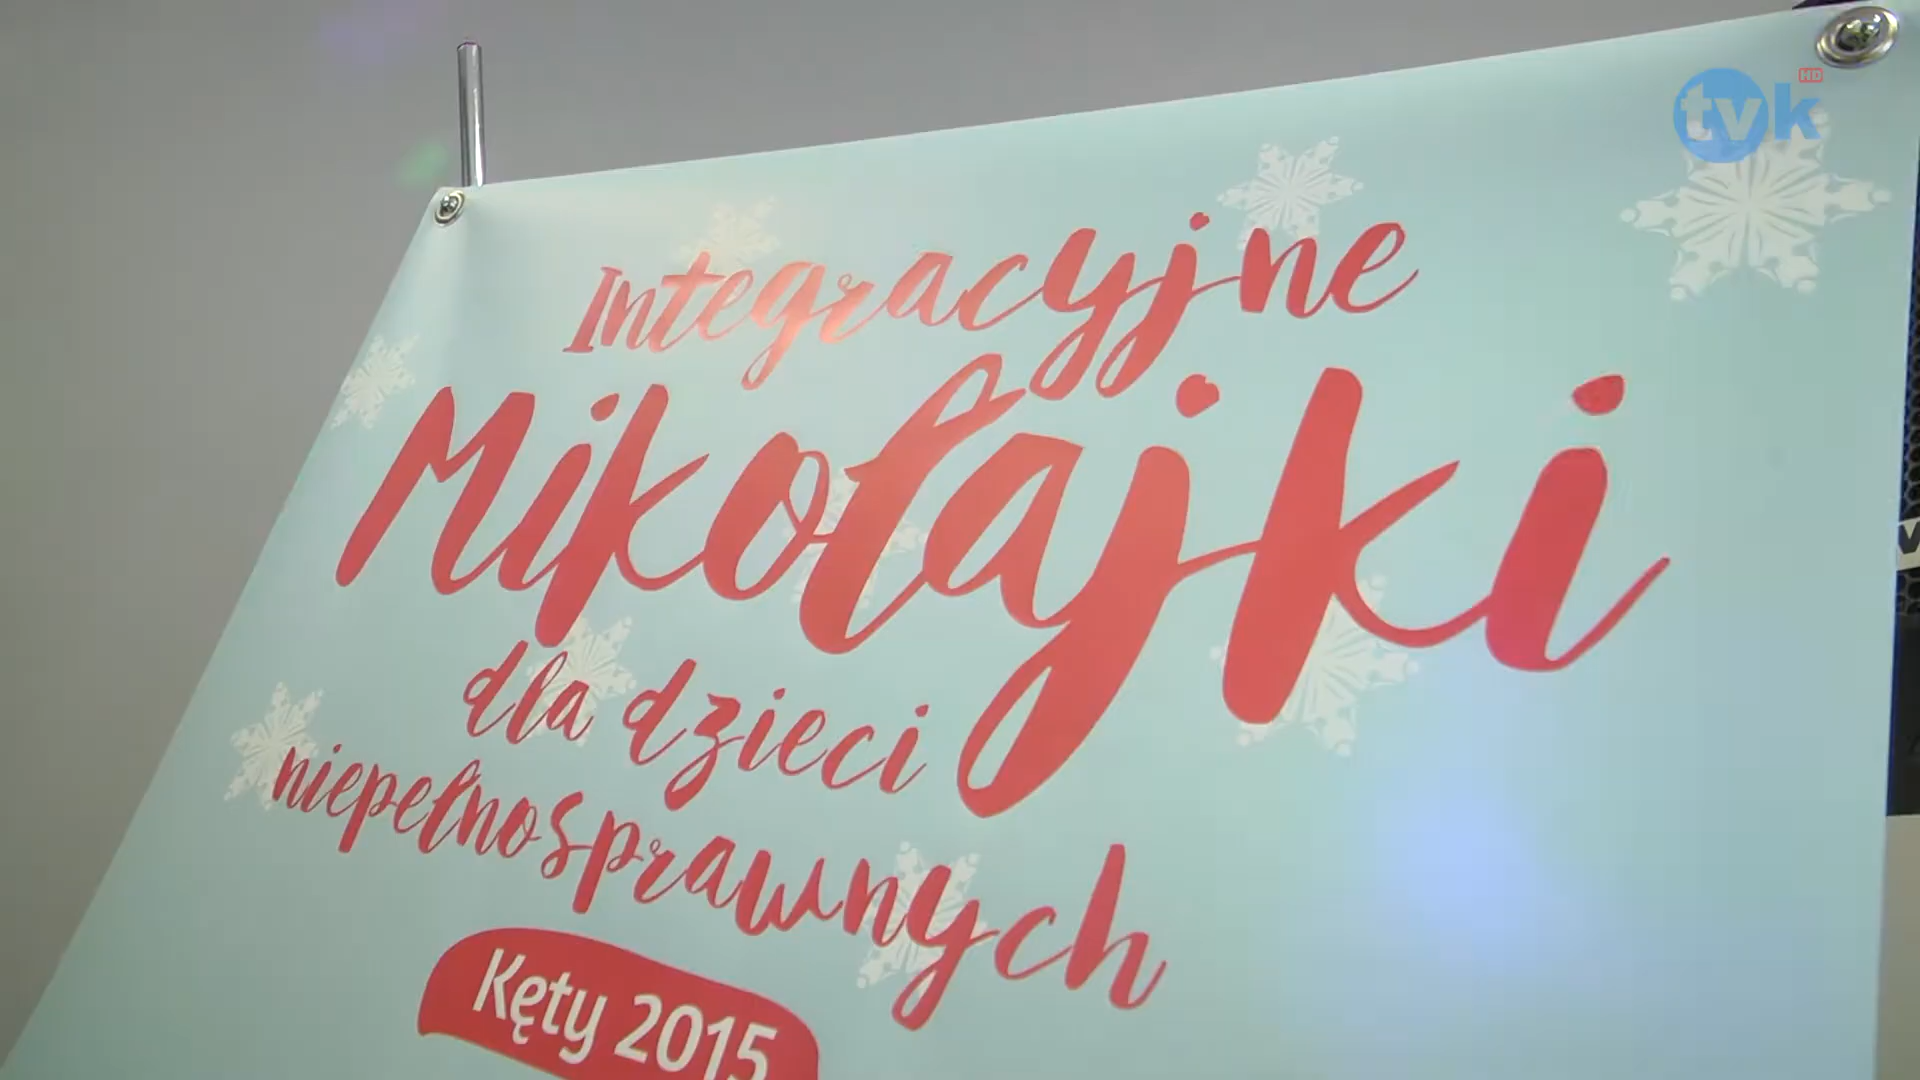 tvk HD
Integracyjne
Mikołajki
dla dzieci
niepełnosprawnych
Kęty 2015